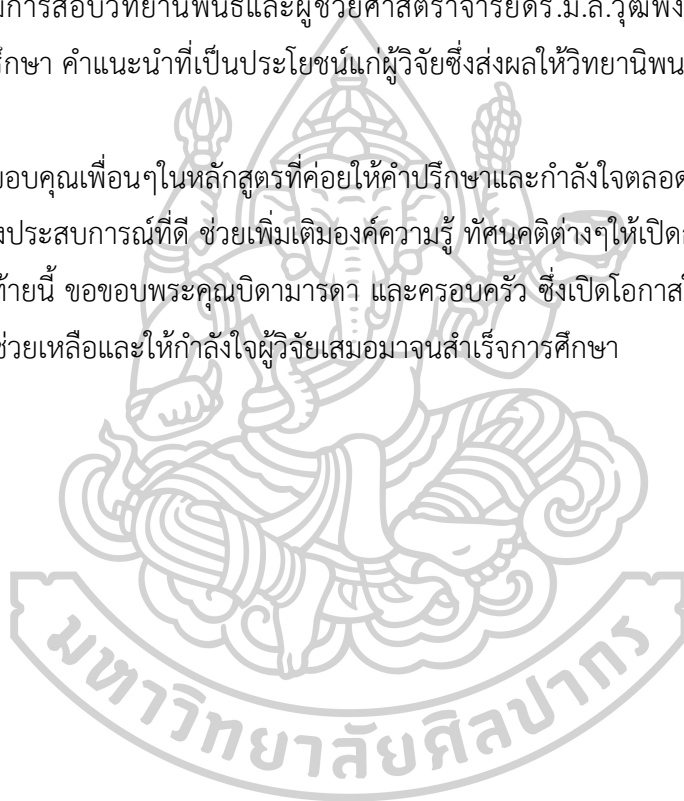 การสอบวิทยานิพนธ์และผู้ช่วยศาสตราจารย์ดร.ม.ล.วุฒิพง
คำแนะนำที่เป็นประโยชน์แก่ผู้วิจัยซึ่งส่งผลให้วิทยานิพน
ขอบคุณเพื่อนๆในหลักสูตรที่ค่อยให้คำปรึกษาและกำลังใจตลอด
ประสบการณ์ที่ดี ช่วยเพิ่มเติมองค์ความรู้ ทัศนคติต่างๆให้เปิด
ท้ายนี้ ขอขอบพระคุณบิดามารดา และครอบครัว ซึ่งเปิดโอกาส
ช่วยเหลือและให้กำลังใจผู้วิจัยเสมอมาจนสำเร็จการศึกษา
มหาวิทยาลัยศิลปากร